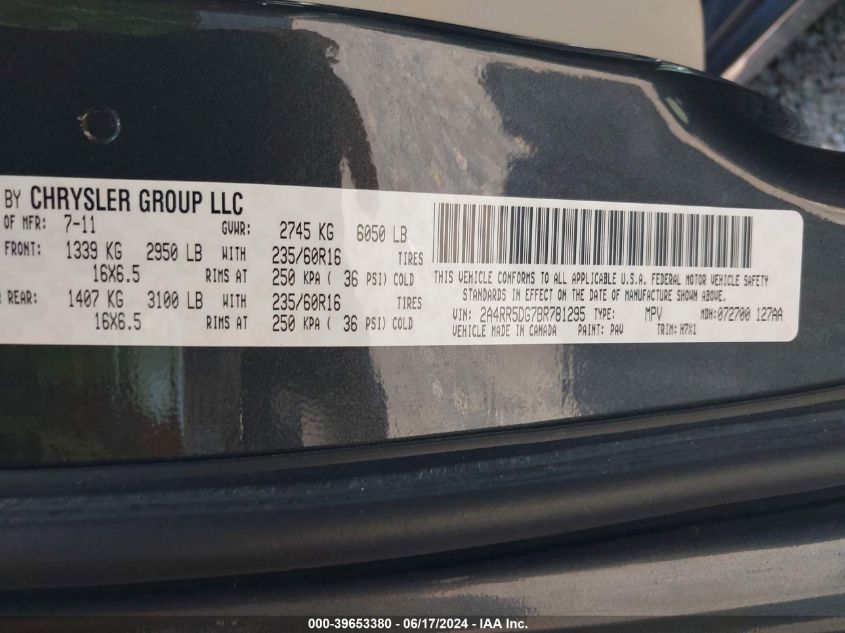 BY CHRYSLER GROUP LLC
OF MFR: 7-11 GVWR: 2745 KG 6050 LB
FRONT: 1339 KG 2950 LB WITH 235/60R16 TIRES
16X6.5 RIMS AT 250 KPA ( 36 PSI) COLD
REAR: 1407 KG 3100 LB WITH 235/60R16 TIRES
16X6.5 RIMS AT 250 KPA ( 36 PSI) COLD
THIS VEHICLE CONFORMS TO ALL APPLICABLE U.S.A. FEDERAL MOTOR VEHICLE SAFETY
STANDARDS IN EFFECT ON THE DATE OF MANUFACTURE SHOWN ABOVE.
VIN: 2A4RR5DG7BR781295 TYPE: MPV MDH: 072700 127AA
VEHICLE MADE IN CANADA PAINT: PAV TRIM: H7X1
000-39653380 - 06/17/2024 - IAAI.COM